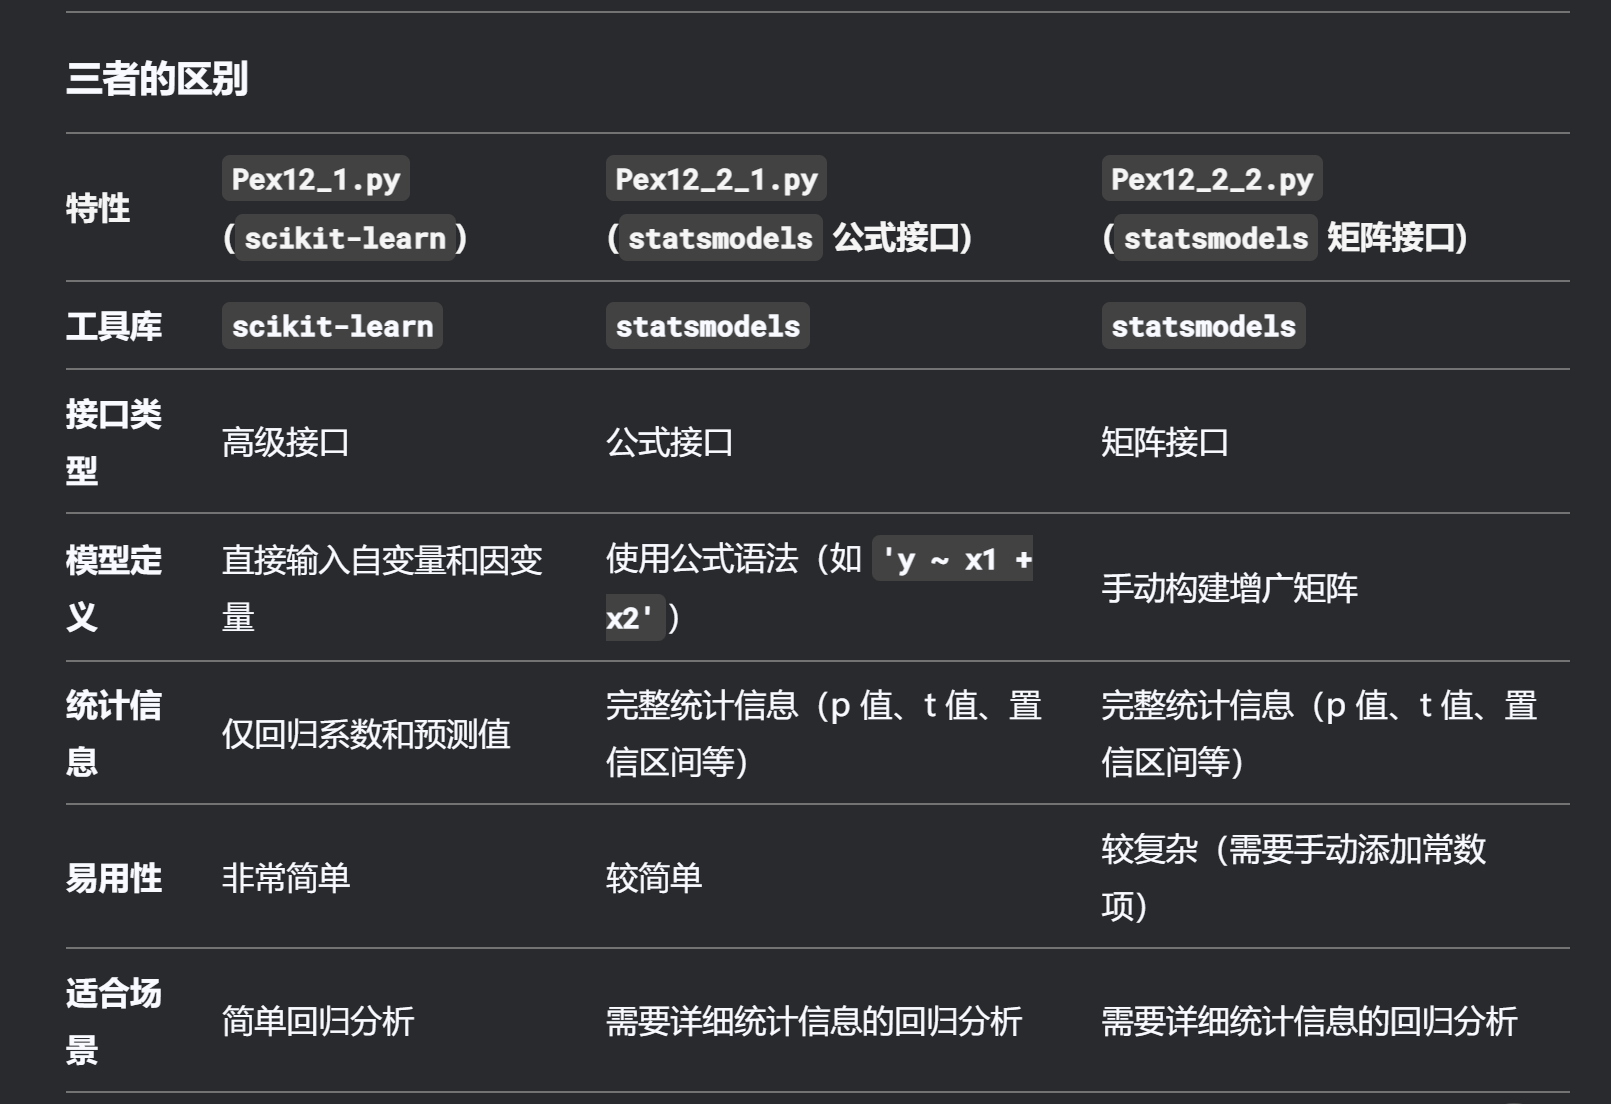 三者的区别
特性
Pex12_1.py
(scikit-learn)
Pex12_2_1.py
(statsmodels 公式接口)
Pex12_2_2.py
(statsmodels 矩阵接口)
工具库
scikit-learn
statsmodels
statsmodels
接口类
型
高级接口
公式接口
矩阵接口
模型定
义
直接输入自变量和因变
量
使用公式语法（如 'y ~ x1 +
x2'）
手动构建增广矩阵
统计信
息
仅回归系数和预测值
完整统计信息（p 值、t 值、置
信区间等）
完整统计信息（p 值、t 值、置
信区间等）
易用性
非常简单
较简单
较复杂（需要手动添加常数
项）
适合场
景
简单回归分析
需要详细统计信息的回归分析
需要详细统计信息的回归分析